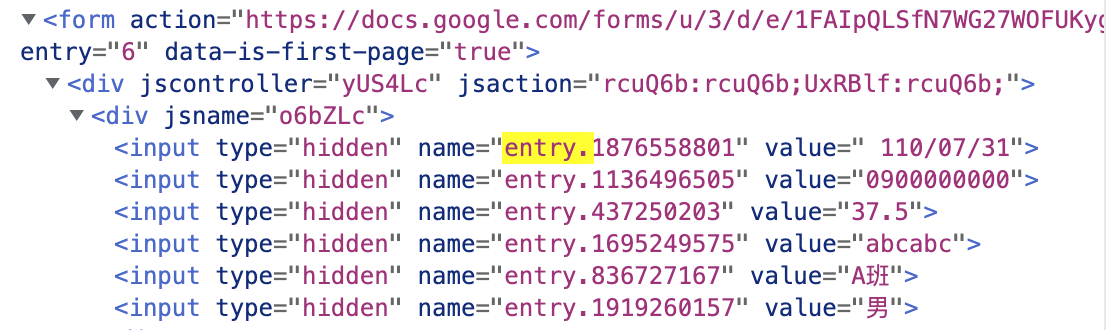 ▼<form action="https://docs.google.com/forms/u/3/d/e/1FAIpQLSfN7WG27WOFUKyg
entry="6" data-is-first-page="true">
▼<div jscontroller="yUS4Lc" jsaction="rcuQ6b:rcuQ6b;UxRBlf:rcuQ6b;">
▼<div jsname="o6bZLc">
<input type="hidden" name="entry.1876558801" value=" 110/07/31">
<input type="hidden" name="entry.1136496505" value="0900000000">
<input type="hidden" name="entry.437250203" value="37.5">
<input type="hidden" name="entry.1695249575" value="abcabc">
<input type="hidden" name="entry.836727167" value="A班">
<input type="hidden" name="entry.1919260157" value="男">